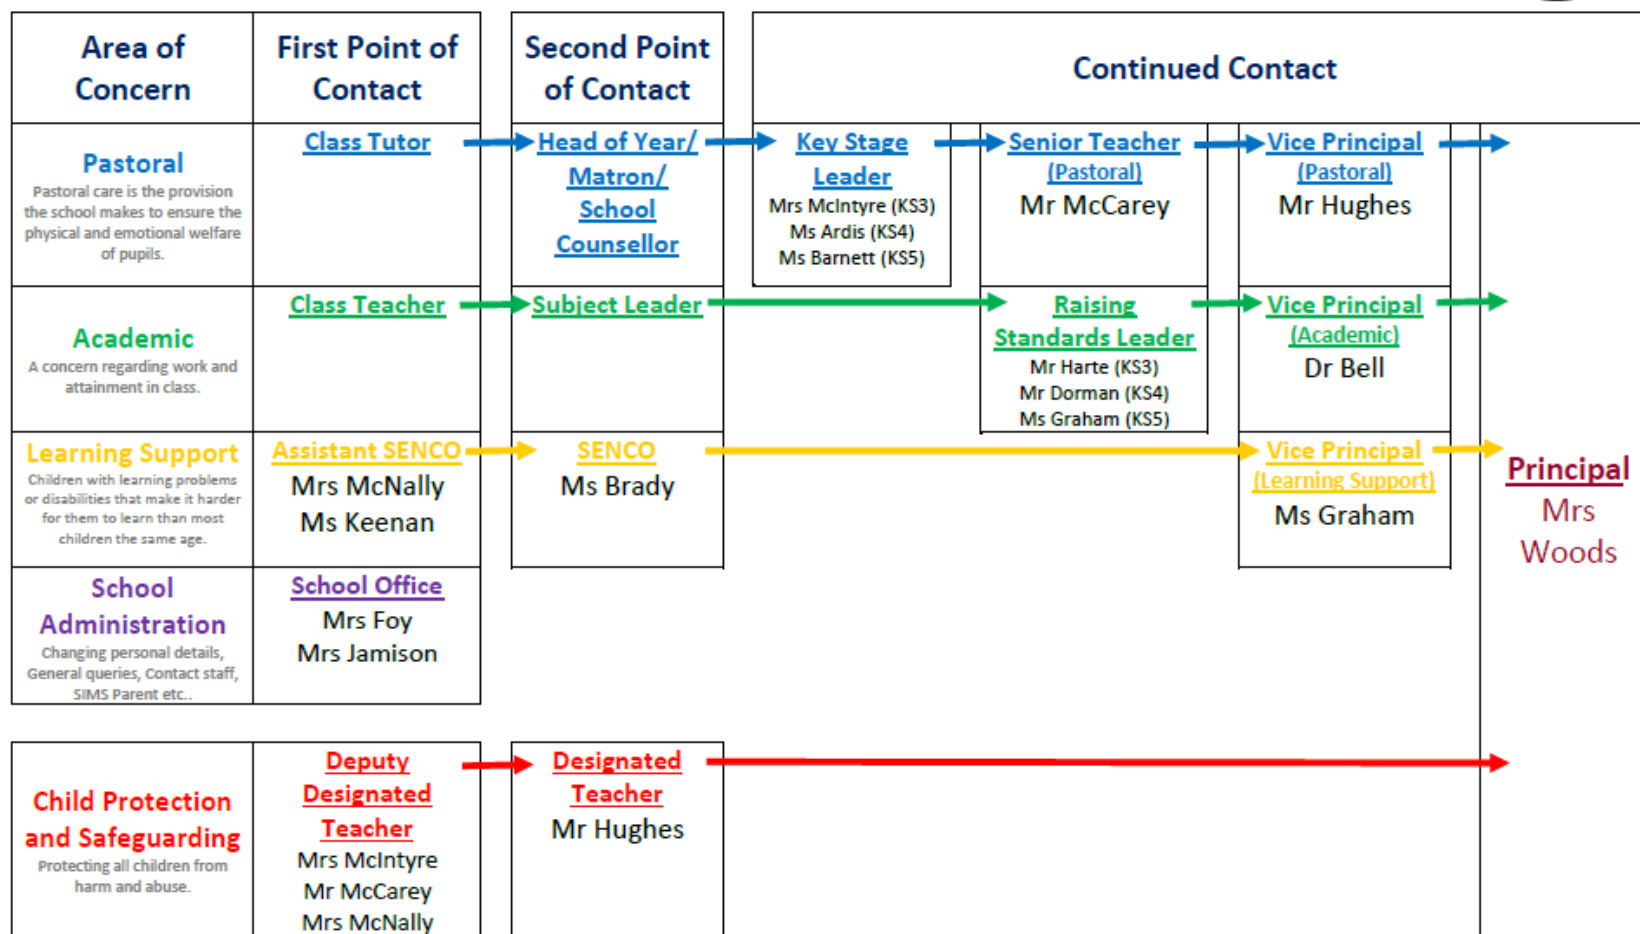 Area of
Concern
First Point of
Contact
Second Point
of Contact
Continued Contact
Pastoral
Pastoral care is the provision
the school makes to ensure the
physical and emotional welfare
of pupils.
Class Tutor
Head of Year/
Matron/
School
Counsellor
Key Stage
Leader
Mrs McIntyre (KS3)
Ms Ardis (KS4)
Ms Barnett (KS5)
Senior Teacher
(Pastoral)
Mr McCarey
Vice Principal
(Pastoral)
Mr Hughes
Academic
A concern regarding work and
attainment in class.
Class Teacher
Subject Leader
Raising
Standards Leader
Mr Harte (KS3)
Mr Dorman (KS4)
Ms Graham (KS5)
Vice Principal
(Academic)
Dr Bell
Learning Support
Children with learning problems
or disabilities that make it harder
for them to learn than most
children the same age.
Assistant SENCO
Mrs McNally
Ms Keenan
SENCO
Ms Brady
Vice Principal
(Learning Support)
Ms Graham
Principal
Mrs
Woods
School
Administration
Changing personal details,
General queries, Contact staff,
SIMS Parent etc..
School Office
Mrs Foy
Mrs Jamison
Child Protection
and Safeguarding
Protecting all children from
harm and abuse.
Deputy
Designated
Teacher
Mrs McIntyre
Mr McCarey
Mrs McNally
Designated
Teacher
Mr Hughes